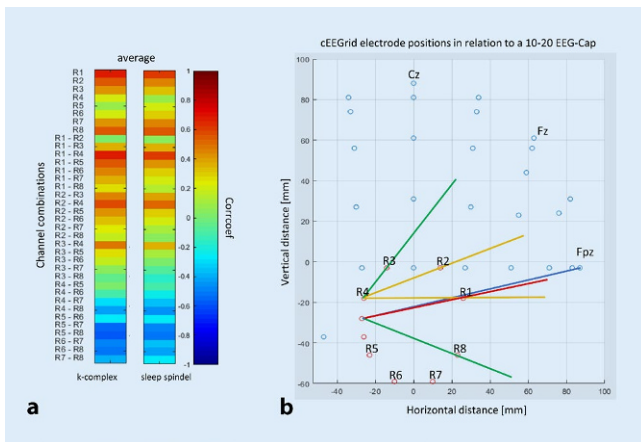 average
Channel combinations
R1
R2
R3
R4
R5
R6
R7
R8
R1 - R2
R1 - R3
R1 - R4
R1 - R5
R1 - R6
R1 - R7
R1 - R8
R2 - R3
R2 - R4
R2 - R5
R2 - R6
R2 - R7
R2 - R8
R3 - R4
R3 - R5
R3 - R6
R3 - R7
R3 - R8
R4 - R5
R4 - R6
R4 - R7
R4 - R8
R5 - R6
R5 - R7
R5 - R8
R6 - R7
R6 - R8
R7 - R8
k-complex
sleep spindel
1
0.8
0.6
0.4
0.2
0
-0.2
-0.4
-0.6
-0.8
-1
Corrcoef
a
cEEGrid electrode positions in relation to a 10-20 EEG-Cap
Vertical distance [mm]
100
80
60
40
20
0
-20
-40
-60
Cz
Fz
Fpz
R3
R2
R4
R1
R5
R8
R6
R7
-40
-20
0
20
40
60
80
100
Horizontal distance [mm]
b